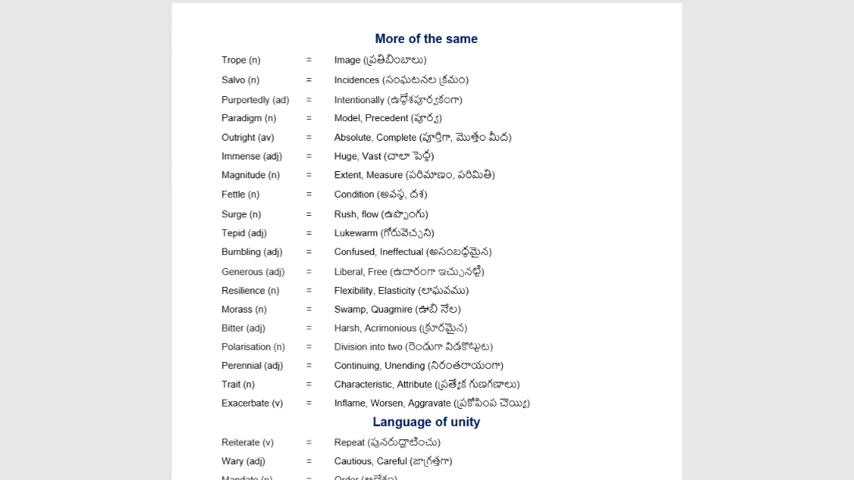 More of the same
Trope (n) = Image (ప్రతిబింబాలు)
Salvo (n) = Incidences (సంఘటనల క్రమం)
Purportedly (ad) = Intentionally (ఉద్దేశపూర్వకంగా)
Paradigm (n) = Model, Precedent (పూర్వ)
Outright (av) = Absolute, Complete (పూర్తిగా, మొత్తం మీద)
Immense (adj) = Huge, Vast (చాలా పెద్ద)
Magnitude (n) = Extent, Measure (పరిమాణం, పరిమితి)
Fettle (n) = Condition (అవస్థ, దశ)
Surge (n) = Rush, flow (ఉప్పొంగు)
Tepid (adj) = Lukewarm (గోరువెచ్చని)
Bumbling (adj) = Confused, Ineffectual (అసంబద్ధమైన)
Generous (adj) = Liberal, Free (ఉదారంగా ఇచ్చునట్టి)
Resilience (n) = Flexibility, Elasticity (లాఘవము)
Morass (n) = Swamp, Quagmire (ఊబి నేల)
Bitter (adj) = Harsh, Acrimonious (క్రూరమైన)
Polarisation (n) = Division into two (రెండుగా విడకొట్టుట)
Perennial (adj) = Continuing, Unending (నిరంతరాయంగా)
Trait (n) = Characteristic, Attribute (ప్రత్యేక గుణగణాలు)
Exacerbate (v) = Inflame, Worsen, Aggravate (ప్రకోపింప చెయ్యి)
Language of unity
Reiterate (v) = Repeat (పునరుద్ఘాటించు)
Wary (adj) = Cautious, Careful (జాగ్రత్తగా)
Mandate (n) = Order (ఆదేశం)